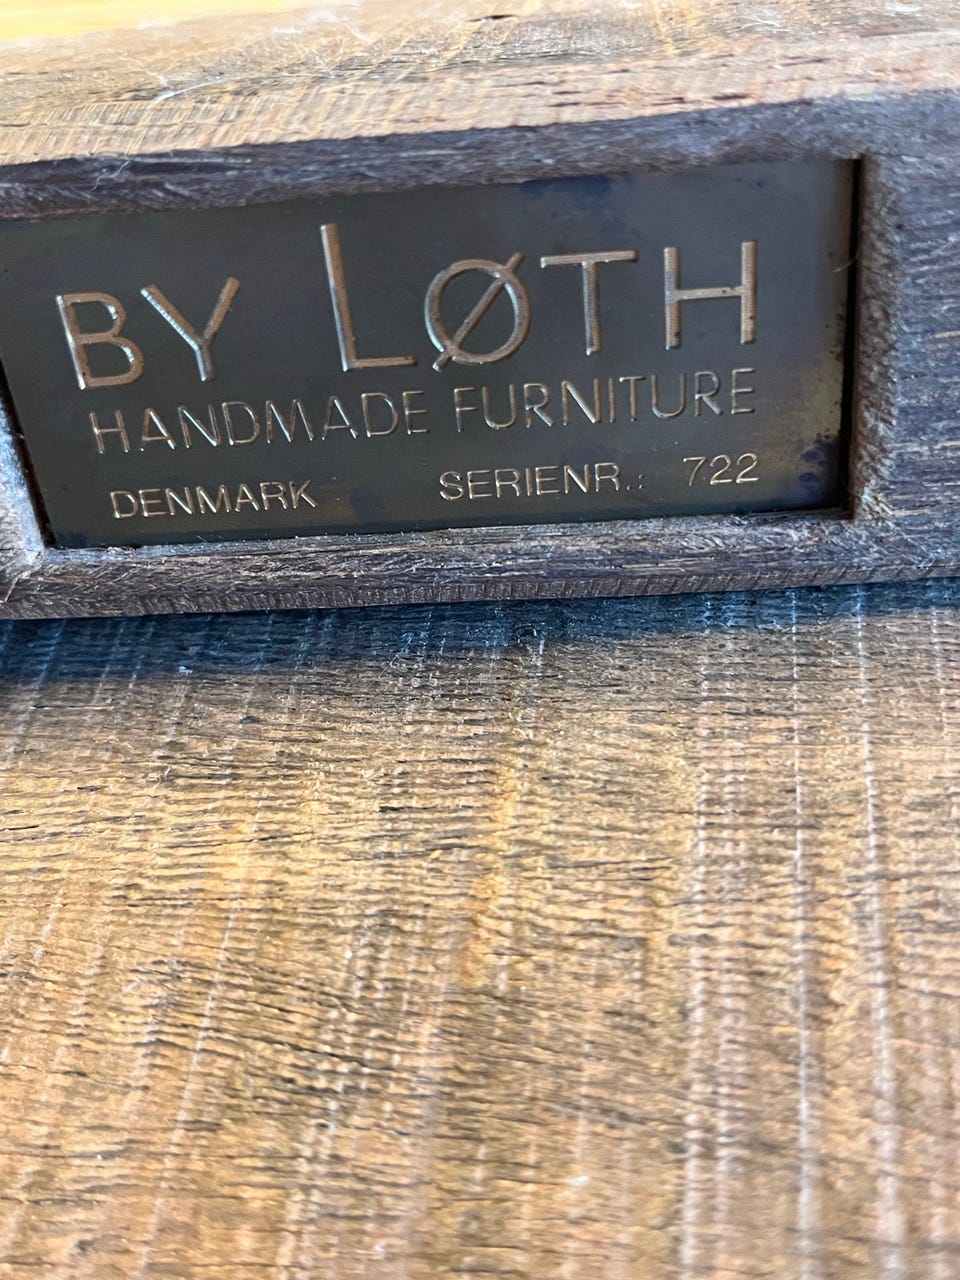 BY LØTH
HANDMADE FURNITURE
DENMARK SERIENR.: 722